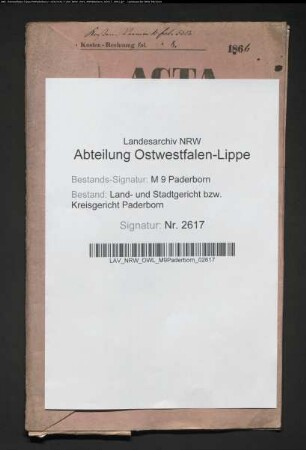 Kosten-Rechnung fol.
1866
ACTA
Landesarchiv NRW
Abteilung Ostwestfalen-Lippe
Bestands-Signatur: M 9 Paderborn
Bestand: Land- und Stadtgericht bzw.
Kreisgericht Paderborn
Signatur: Nr. 2617
LAV_NRW_OWL_M9Paderborn_02617